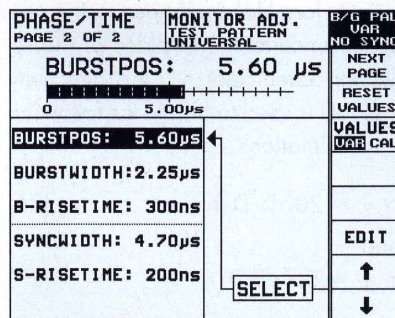 PHASE/TIME
PAGE 2 OF 2
MONITOR ADJ.
TEST PATTERN
UNIVERSAL
B/G PAL
VAR
NO SYNC
BURSTPOS: 5.60 µs
0 5.00µs
BURSTPOS: 5.60µs
BURSTWIDTH:2.25µs
B-RISETIME: 300ns
SYNCWIDTH: 4.70µs
S-RISETIME: 200ns
SELECT
NEXT
PAGE
RESET
VALUES
VALUES
VAR CAL
EDIT
↑
↓